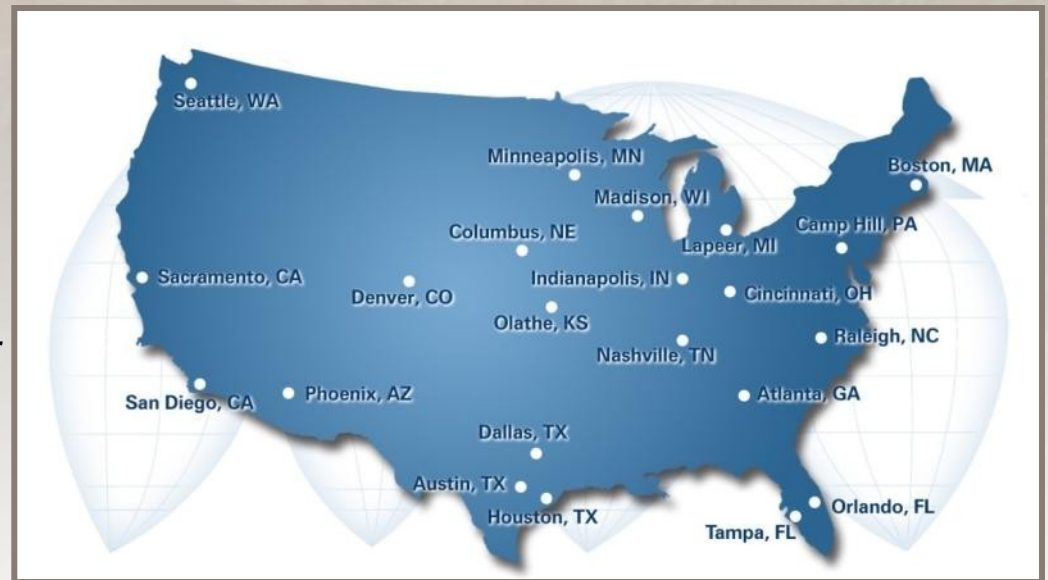 Seattle, WA
Minneapolis, MN
Boston, MA
Madison, WI
Camp Hill, PA
Columbus, NE
Lapeer, MI
Sacramento, CA
Indianapolis, IN
Denver, CO
Cincinnati, OH
Olathe, KS
Raleigh, NC
Nashville, TN
Phoenix, AZ
Atlanta, GA
San Diego, CA
Dallas, TX
Austin, TX
Orlando, FL
Houston, TX
Tampa, FL